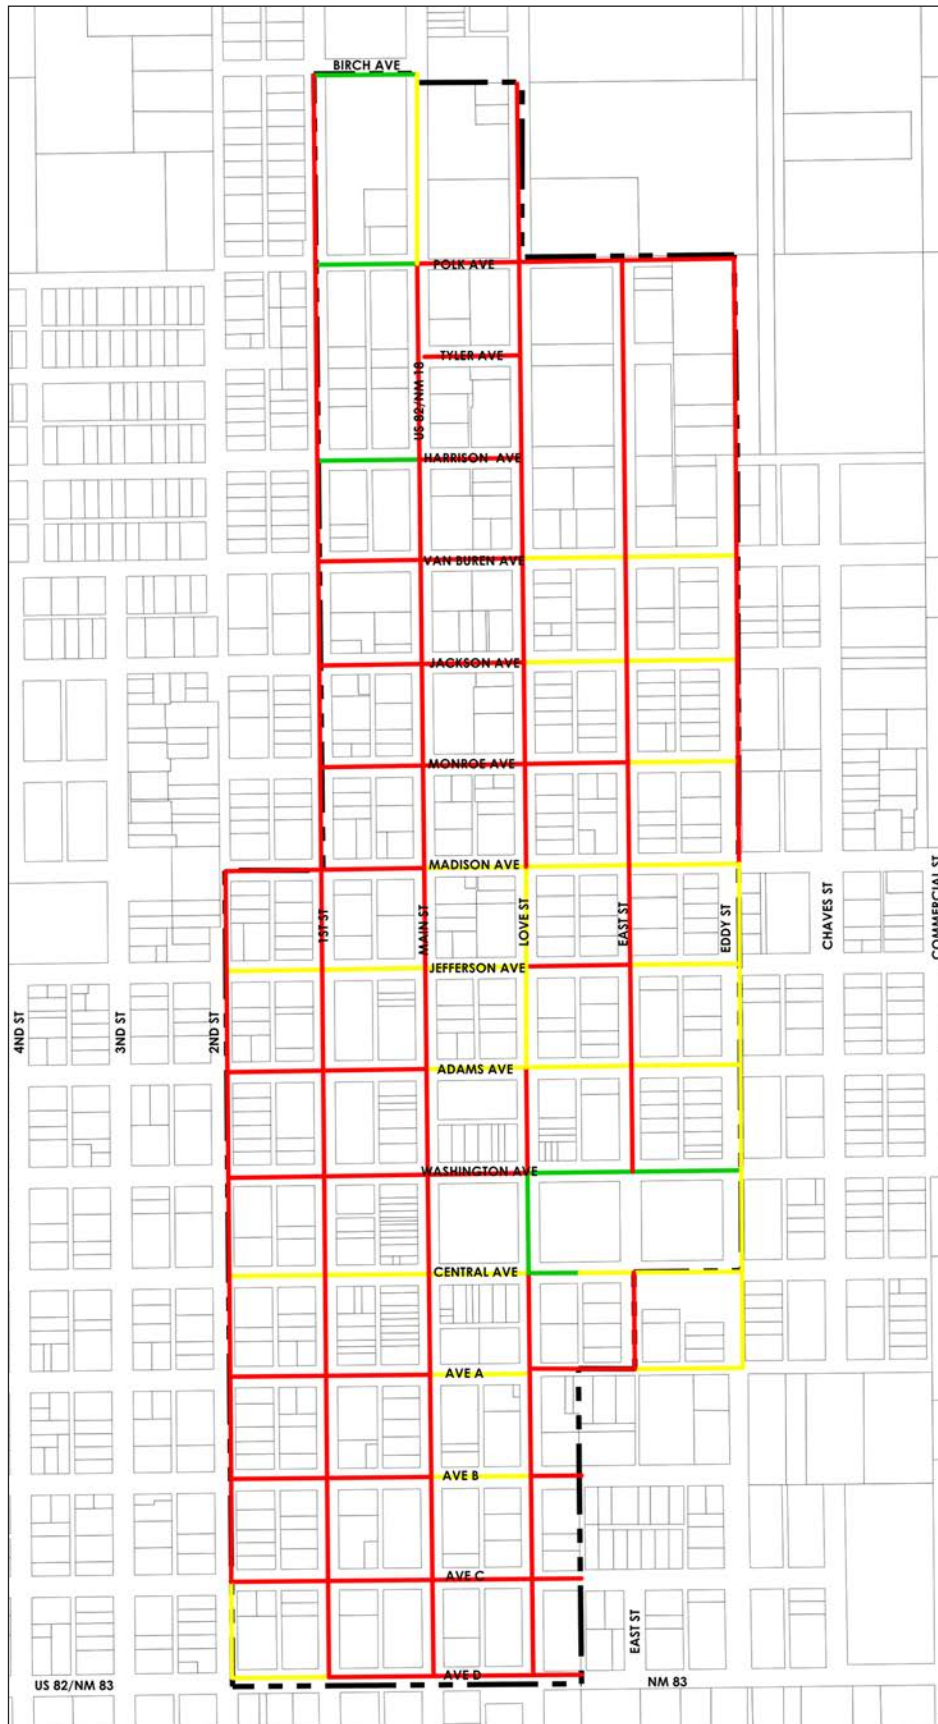 BIRCH AVE
POLK AVE
TYLER AVE
US 82/NM 18
HARRISON AVE
VAN BUREN AVE
JACKSON AVE
MONROE AVE
MADISON AVE
1ST ST
MAIN ST
LOVE ST
EAST ST
EDDY ST
CHAVES ST
COMMERCIAL ST
JEFFERSON AVE
4ND ST
3ND ST
2ND ST
ADAMS AVE
WASHINGTON AVE
CENTRAL AVE
AVE A
AVE B
AVE C
EAST ST
AVE D
US 82/NM 83
NM 83